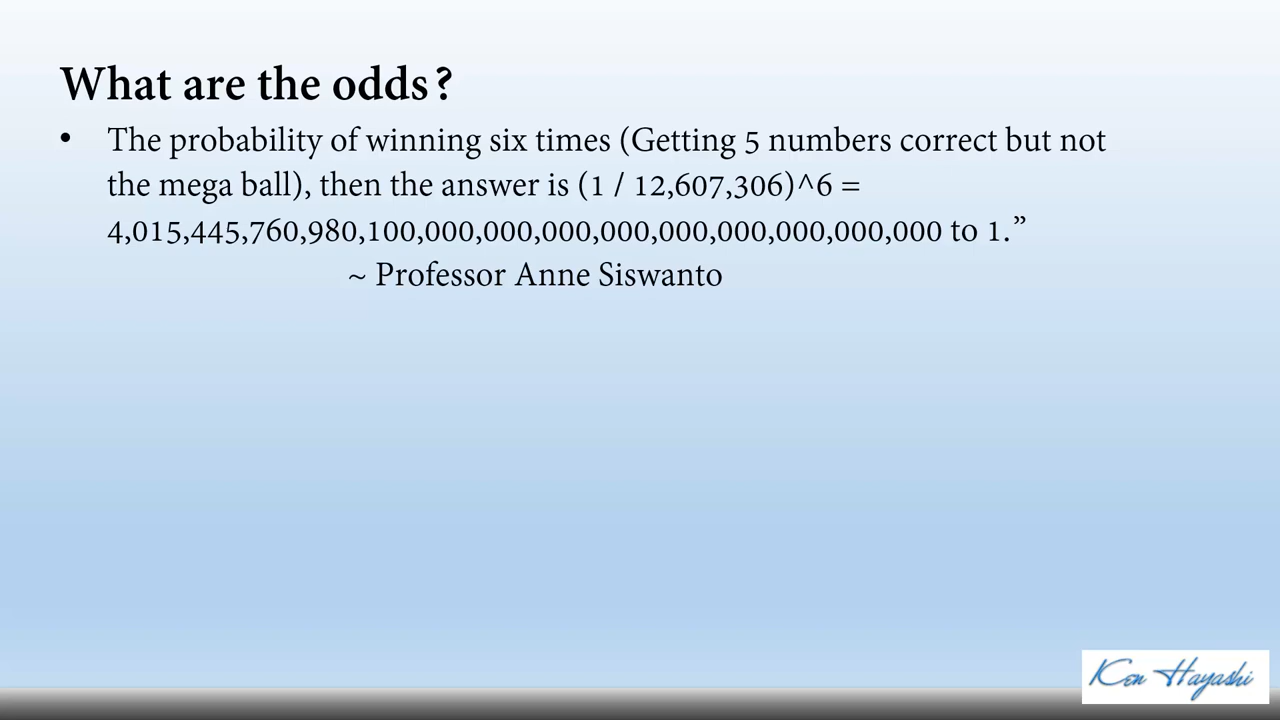 What are the odds?
• The probability of winning six times (Getting 5 numbers correct but not
the mega ball), then the answer is (1 / 12,607,306)^6 =
4,015,445,760,980,100,000,000,000,000,000,000,000,000,000 to 1.”
~ Professor Anne Siswanto
Ken Hayashi